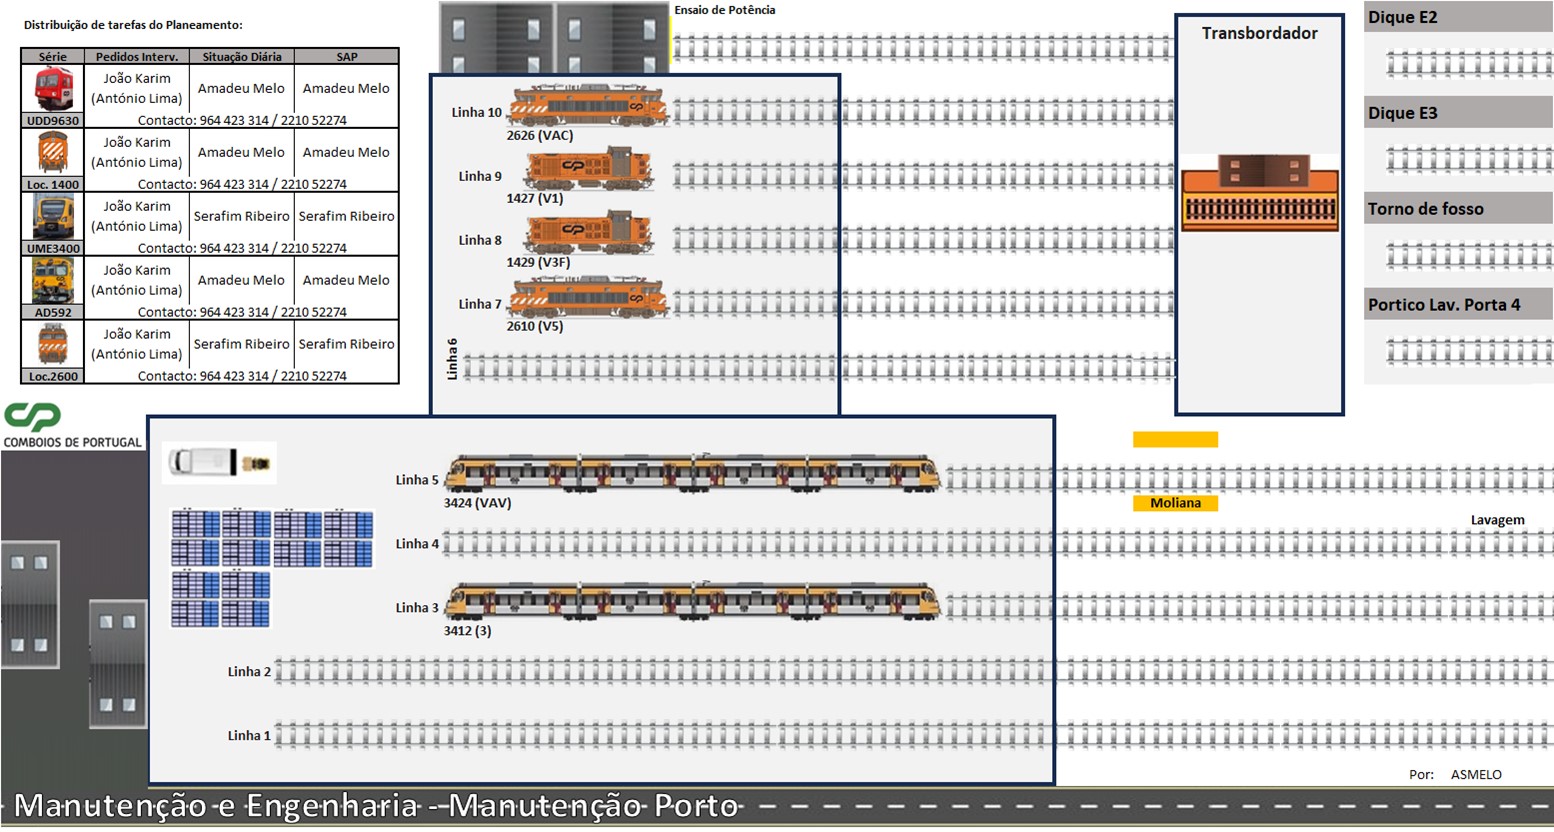 Distribuição de tarefas do Planeamento:
Série Pedidos Interv. Situação Diária SAP
João Karim
(António Lima) Amadeu Melo Amadeu Melo
UDD9630 Contacto: 964 423 314 / 2210 52274
João Karim
(António Lima) Amadeu Melo Amadeu Melo
Loc. 1400 Contacto: 964 423 314 / 2210 52274
João Karim
(António Lima) Serafim Ribeiro Serafim Ribeiro
UME3400 Contacto: 964 423 314 / 2210 52274
João Karim
(António Lima) Amadeu Melo Amadeu Melo
AD592 Contacto: 964 423 314 / 2210 52274
João Karim
(António Lima) Serafim Ribeiro Serafim Ribeiro
Loc.2600 Contacto: 964 423 314 / 2210 52274
CP
COMBOIOS DE PORTUGAL
Ensaio de Potência
Linha 10
2626 (VAC)
Linha 9
1427 (V1)
Linha 8
1429 (V3F)
Linha 7
2610 (V5)
Linha 6
Transbordador
Dique E2
Dique E3
Torno de fosso
Portico Lav. Porta 4
Linha 5
3424 (VAV)
Moliana
Lavagem
Linha 4
Linha 3
3412 (3)
Linha 2
Linha 1
Por: ASMELO
Manutenção e Engenharia - Manutenção Porto